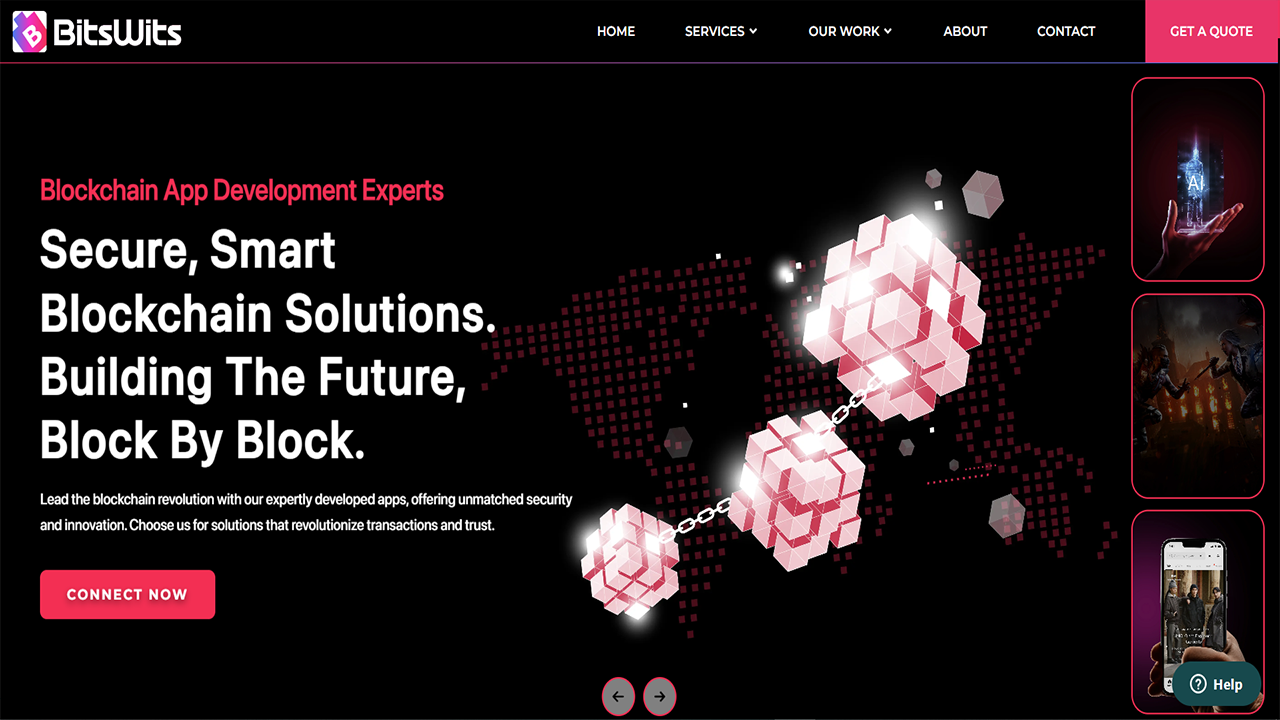 BitsWits
HOME
SERVICES
OUR WORK
ABOUT
CONTACT
GET A QUOTE
Blockchain App Development Experts
Secure, Smart
Blockchain Solutions.
Building The Future,
Block By Block.
Lead the blockchain revolution with our expertly developed apps, offering unmatched security
and innovation. Choose us for solutions that revolutionize transactions and trust.
CONNECT NOW
AI
Help